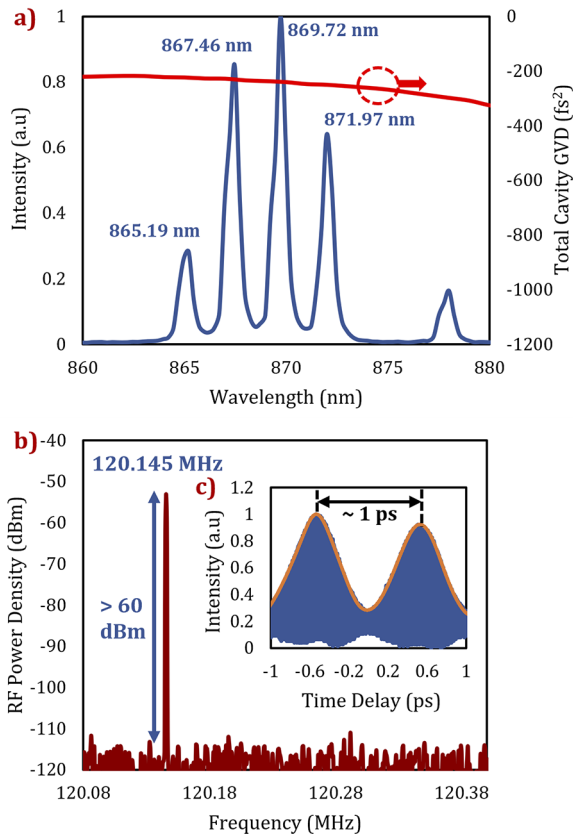 a)
1
0.8
0.6
0.4
0.2
0
Intensity (a.u)
867.46 nm
869.72 nm
871.97 nm
865.19 nm
0
-200
-400
-600
-800
-1000
-1200
Total Cavity GVD (fs²)
860
865
870
875
880
Wavelength (nm)
b)
-40
-50
-60
-70
-80
-90
-100
-110
-120
RF Power Density (dBm)
120.145 MHz
> 60
dBm
c)
1.2
1
0.8
0.6
0.4
0.2
0
Intensity (a.u)
~ 1 ps
-1
-0.6
-0.2
0.2
0.6
1
Time Delay (ps)
120.08
120.18
120.28
120.38
Frequency (MHz)